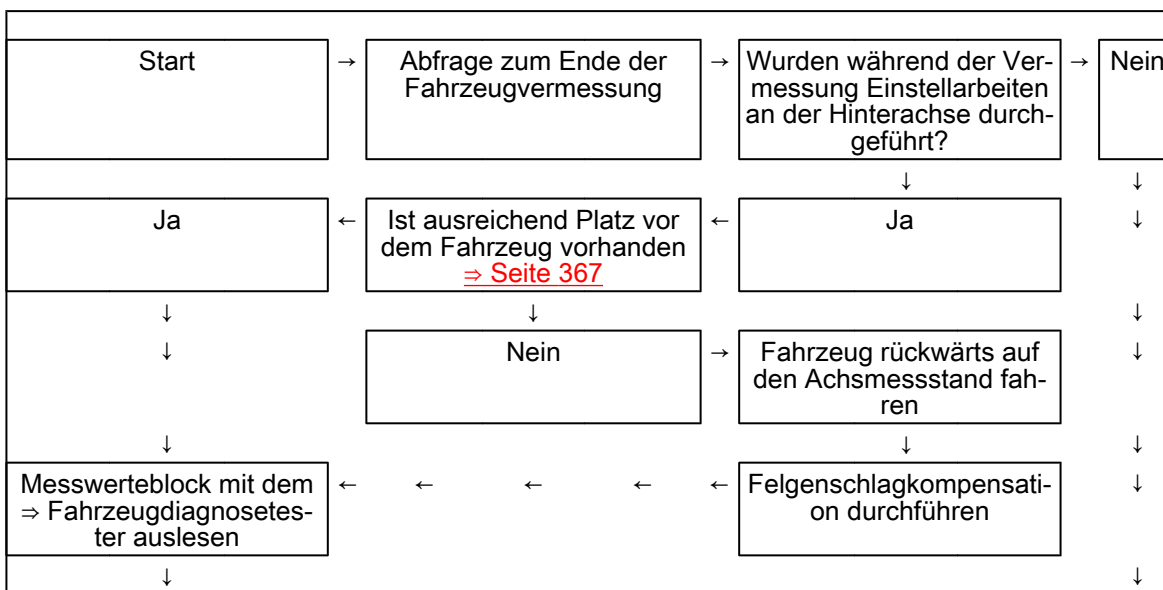 Start → Abfrage zum Ende der → Wurden während der Ver- → Nein
Fahrzeugvermessung messung Einstellarbeiten
an der Hinterachse durch-
geführt?
↓ ↓
Ja ← Ist ausreichend Platz vor ← Ja ↓
dem Fahrzeug vorhanden
⇒ Seite 367
↓ ↓ ↓
↓ Nein → Fahrzeug rückwärts auf ↓
den Achsmessstand fah-
ren
↓ ↓ ↓
Messwerteblock mit dem ← ← ← ← ← Felgenschlagkompensati- ↓
⇒ Fahrzeugdiagnosetes- on durchführen
ter auslesen
↓ ↓